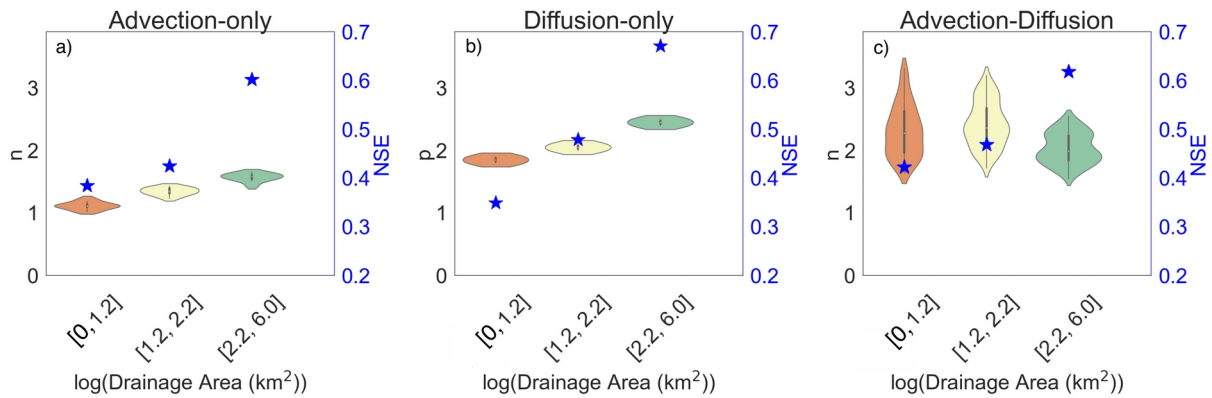 Advection-only
a)
3
2
1
0
n
0.7
0.6
0.5
0.4
0.3
0.2
NSE
[0, 1.2]
[1.2, 2.2]
[2.2, 6.0]
log(Drainage Area (km²))
Diffusion-only
b)
3
2
1
0
p
0.7
0.6
0.5
0.4
0.3
0.2
NSE
[0, 1.2]
[1.2, 2.2]
[2.2, 6.0]
log(Drainage Area (km²))
Advection-Diffusion
c)
3
2
1
0
n
0.7
0.6
0.5
0.4
0.3
0.2
NSE
[0, 1.2]
[1.2, 2.2]
[2.2, 6.0]
log(Drainage Area (km²))